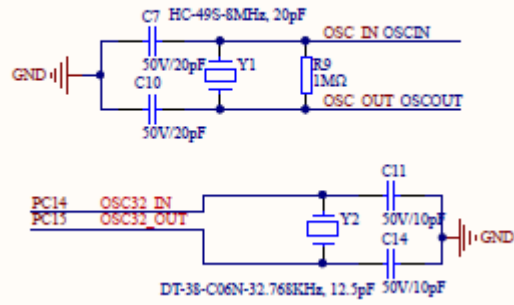 C7 HC-49S-8MHz, 20pF
OSC_IN OSCIN
50V/20pF Y1 R9
GND C10 1MΩ
OSC_OUT OSCOUT
50V/20pF
C11
PC14 OSC32_IN
PC15 OSC32_OUT 50V/10pF
Y2 C14 GND
DT-38-C06N-32.768KHz, 12.5pF 50V/10pF